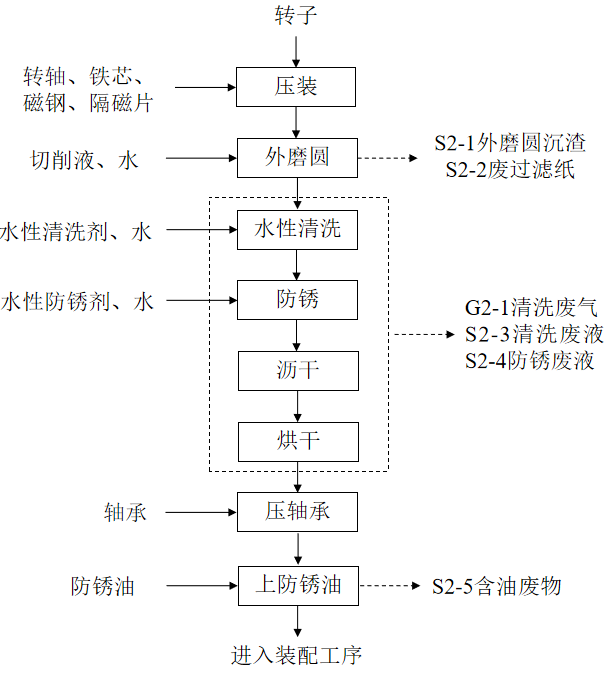 转子
转轴、铁芯、
磁钢、隔磁片
压装
切削液、水
外磨圆
S2-1外磨圆沉渣
S2-2废过滤纸
水性清洗剂、水
水性清洗
水性防锈剂、水
防锈
G2-1清洗废气
S2-3清洗废液
S2-4防锈废液
沥干
烘干
轴承
压轴承
防锈油
上防锈油
S2-5含油废物
进入装配工序